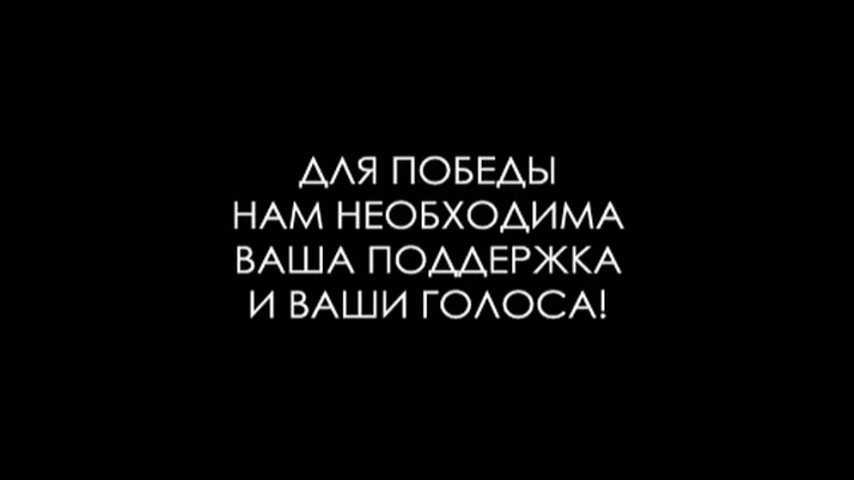 ДЛЯ ПОБЕДЫ
НАМ НЕОБХОДИМА
ВАША ПОДДЕРЖКА
И ВАШИ ГОЛОСА!